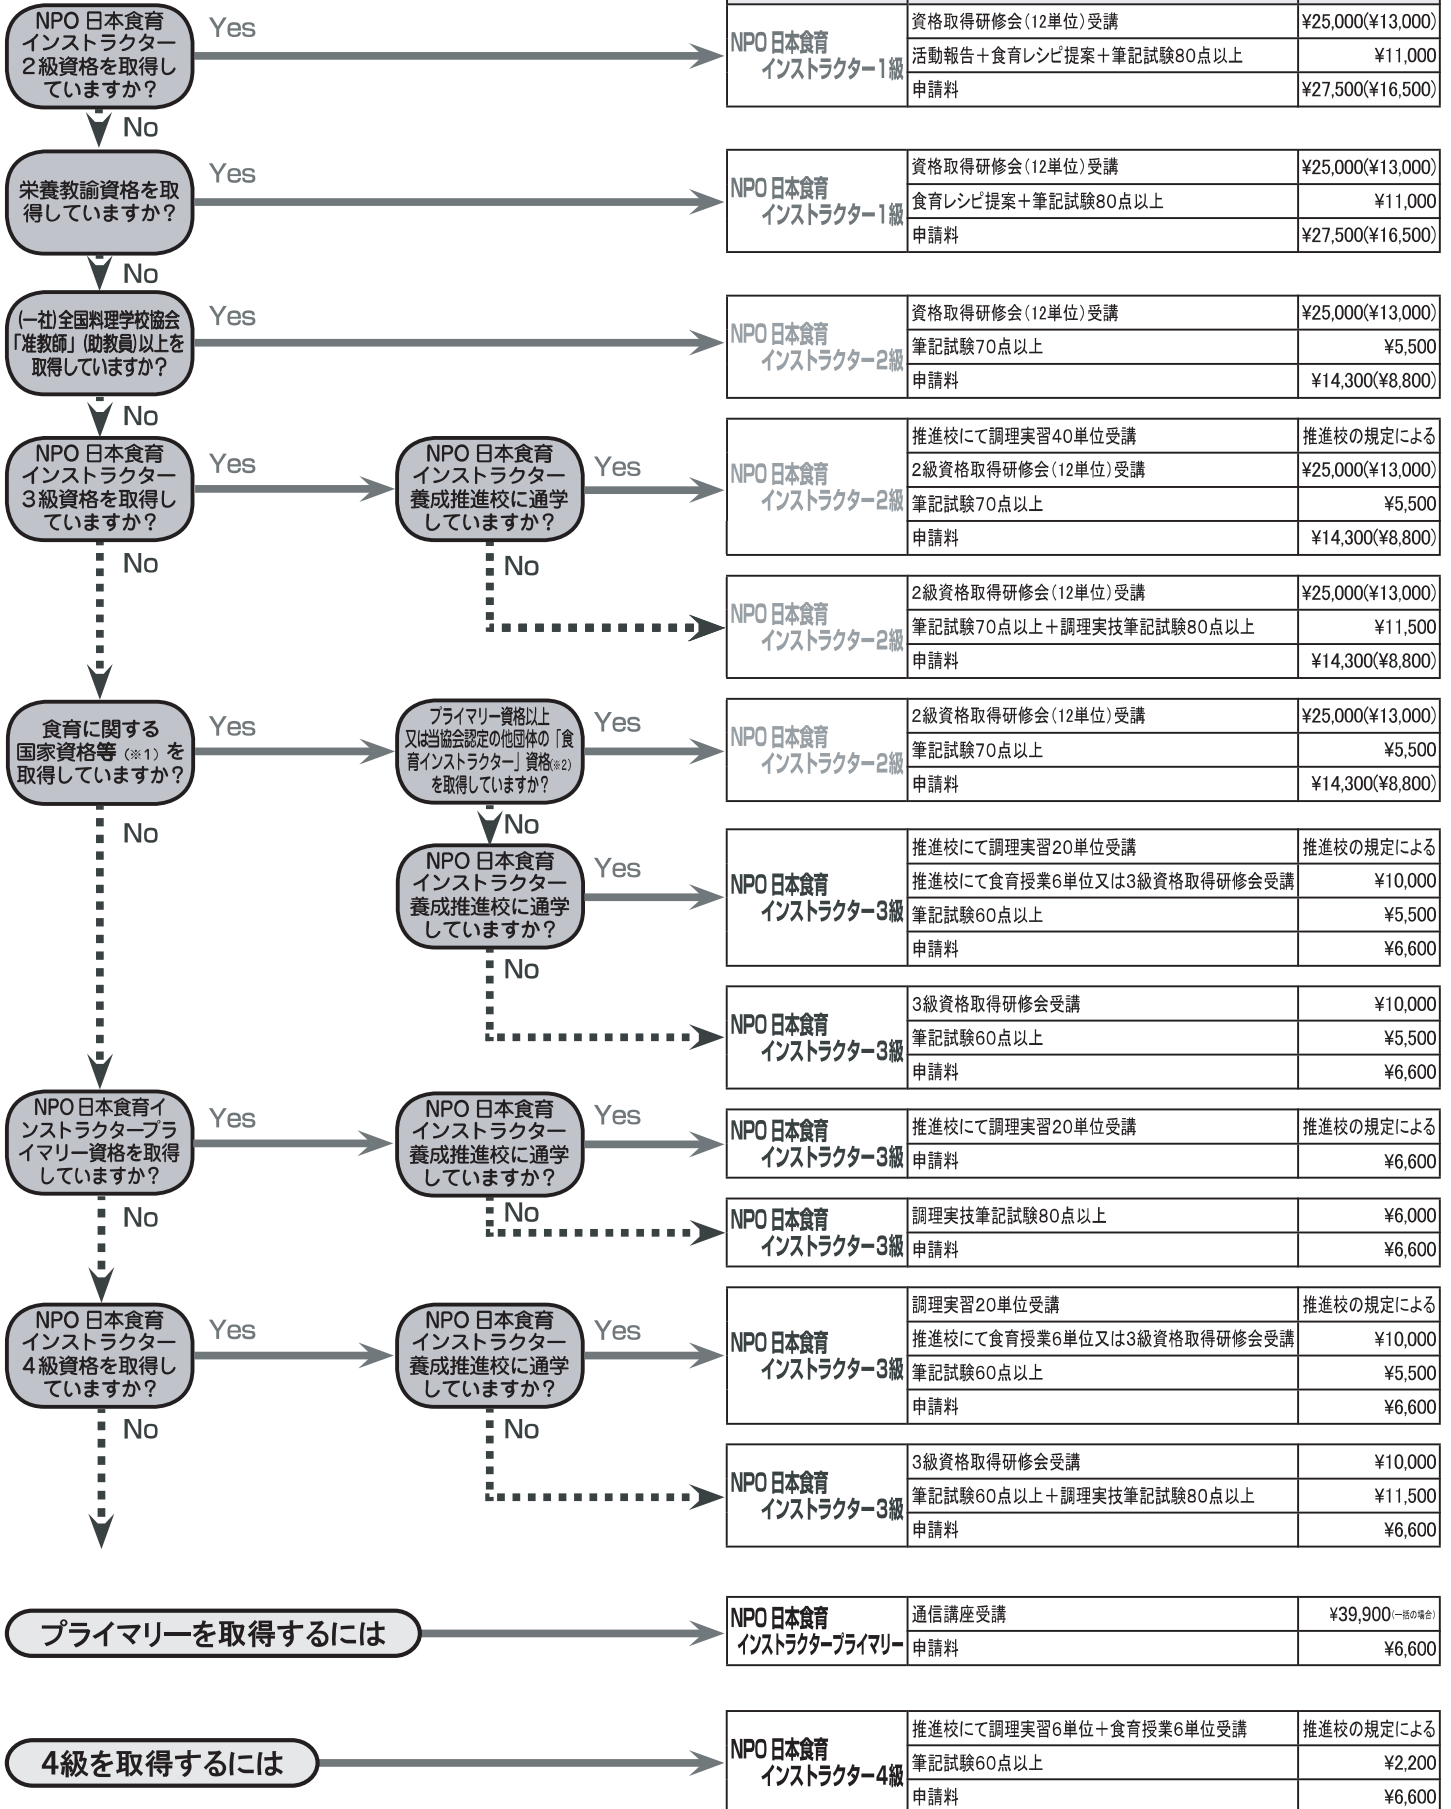 NPO 日本食育
インストラクター
2級資格を取得し
ていますか?
Yes
NPO 日本食育
インストラクター1級
資格取得研修会(12単位)受講
¥25,000(¥13,000)
活動報告+食育レシピ提案+筆記試験80点以上
¥11,000
申請料
¥27,500(¥16,500)
No
栄養教諭資格を取
得していますか?
Yes
NPO 日本食育
インストラクター1級
資格取得研修会(12単位)受講
¥25,000(¥13,000)
食育レシピ提案+筆記試験80点以上
¥11,000
申請料
¥27,500(¥16,500)
No
(一社)全国料理学校協会
「准教師」(助教員)以上を
取得していますか?
Yes
NPO 日本食育
インストラクター2級
資格取得研修会(12単位)受講
¥25,000(¥13,000)
筆記試験70点以上
¥5,500
申請料
¥14,300(¥8,800)
No
NPO 日本食育
インストラクター
3級資格を取得し
ていますか?
Yes
NPO 日本食育
インストラクター
養成推進校に通学
していますか?
Yes
NPO 日本食育
インストラクター2級
推進校にて調理実習40単位受講
推進校の規定による
2級資格取得研修会(12単位)受講
¥25,000(¥13,000)
筆記試験70点以上
¥5,500
申請料
¥14,300(¥8,800)
No
No
NPO 日本食育
インストラクター2級
2級資格取得研修会(12単位)受講
¥25,000(¥13,000)
筆記試験70点以上+調理実技筆記試験80点以上
¥11,500
申請料
¥14,300(¥8,800)
食育に関する
国家資格等(※1)を
取得していますか?
Yes
プライマリー資格以上
又は当協会認定の他団体の「食
育インストラクター」資格(※2)
を取得していますか?
Yes
NPO 日本食育
インストラクター2級
2級資格取得研修会(12単位)受講
¥25,000(¥13,000)
筆記試験70点以上
¥5,500
申請料
¥14,300(¥8,800)
No
No
NPO 日本食育
インストラクター
養成推進校に通学
していますか?
Yes
NPO 日本食育
インストラクター3級
推進校にて調理実習20単位受講
推進校の規定による
推進校にて食育授業6単位又は3級資格取得研修会受講
¥10,000
筆記試験60点以上
¥5,500
申請料
¥6,600
No
NPO 日本食育
インストラクター3級
3級資格取得研修会受講
¥10,000
筆記試験60点以上
¥5,500
申請料
¥6,600
NPO 日本食育イ
ンストラクタープラ
イマリー資格を取得
していますか?
Yes
NPO 日本食育
インストラクター
養成推進校に通学
していますか?
Yes
NPO 日本食育
インストラクター3級
推進校にて調理実習20単位受講
推進校の規定による
申請料
¥6,600
No
No
NPO 日本食育
インストラクター3級
調理実技筆記試験80点以上
¥6,000
申請料
¥6,600
NPO 日本食育
インストラクター
4級資格を取得し
ていますか?
Yes
NPO 日本食育
インストラクター
養成推進校に通学
していますか?
Yes
NPO 日本食育
インストラクター3級
調理実習20単位受講
推進校の規定による
推進校にて食育授業6単位又は3級資格取得研修会受講
¥10,000
筆記試験60点以上
¥5,500
申請料
¥6,600
No
No
NPO 日本食育
インストラクター3級
3級資格取得研修会受講
¥10,000
筆記試験60点以上+調理実技筆記試験80点以上
¥11,500
申請料
¥6,600
プライマリーを取得するには
NPO 日本食育
インストラクタープライマリー
通信講座受講
¥39,900(一括の場合)
申請料
¥6,600
4級を取得するには
NPO 日本食育
インストラクター4級
推進校にて調理実習6単位+食育授業6単位受講
推進校の規定による
筆記試験60点以上
¥2,200
申請料
¥6,600